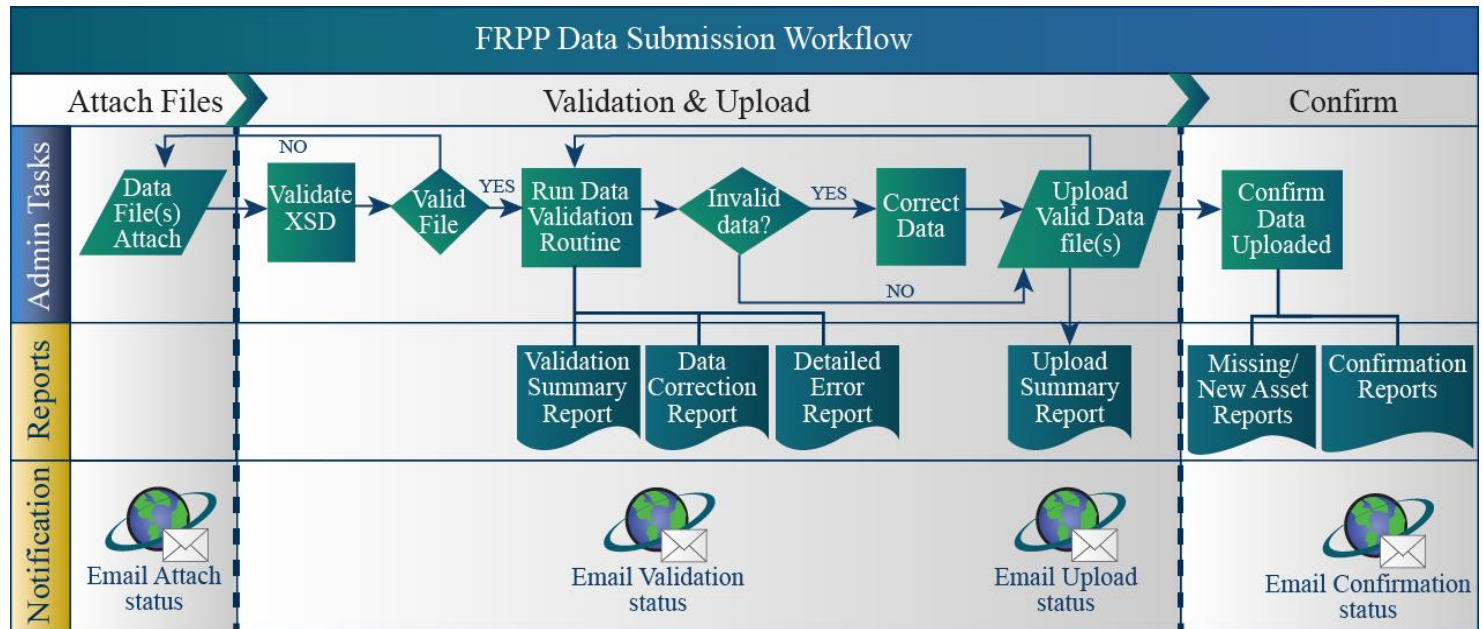 FRPP Data Submission Workflow
Attach Files
Validation & Upload
Confirm
Admin Tasks
Data
File(s)
Attach
NO
Validate
XSD
Valid
File
YES
Run Data
Validation
Routine
Invalid
data?
YES
NO
Correct
Data
Upload
Valid Data
file(s)
Confirm
Data
Uploaded
Reports
Validation
Summary
Report
Data
Correction
Report
Detailed
Error
Report
Upload
Summary
Report
Missing/
New Asset
Reports
Confirmation
Reports
Notification
Email Attach
status
Email Validation
status
Email Upload
status
Email Confirmation
status